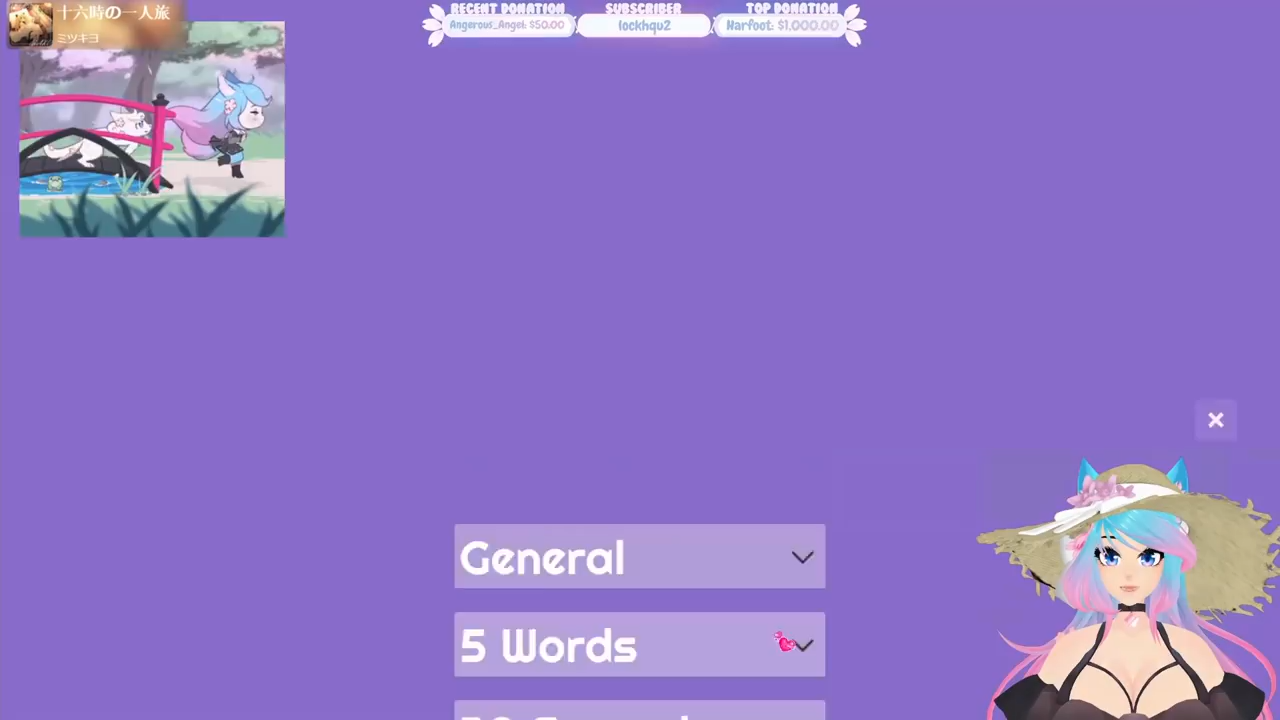 十六時の一人旅
ミツキヨ
RECENT DONATION
Angerous_Angel: $50.00
SUBSCRIBER
lockhqu2
TOP DONATION
Narfoot: $1,000.00
General
5 Words